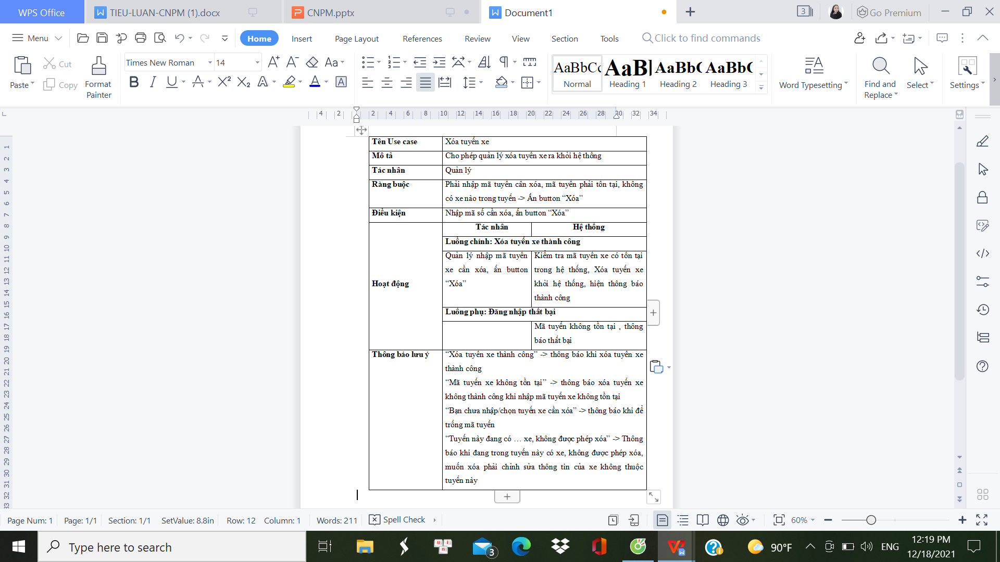 WPS Office
TIEU-LUAN-CNPM (1).docx
CNPM.pptx
Document1
3
Go Premium
Menu
Home
Insert
Page Layout
References
Review
View
Section
Tools
Click to find commands
Paste
Cut
Copy
Format
Painter
Times New Roman
14
AaBbCc
Normal
AaBl
Heading 1
AaBb(
Heading 2
AaBb(
Heading 3
Word Typesetting
Find and
Replace
Select
Settings
4 2 2 4 6 8 10 12 14 16 18 20 22 24 26 28 30 32 34
1
2
3
4
5
6
7
8
9
10
11
12
13
14
15
16
17
18
19
20
21
22
23
24
25
26
27
28
29
30
31
32
33
Tên Use case
Xóa tuyến xe
Mô tả
Cho phép quản lý xóa tuyến xe ra khỏi hệ thống
Tác nhân
Quản lý
Ràng buộc
Phải nhập mã tuyến cần xóa, mã tuyến phải tồn tại, không
có xe nào trong tuyến -> Ấn button “Xóa”
Điều kiện
Nhập mã số cần xóa, ấn button “Xóa”
Hoạt động
Tác nhân
Hệ thống
Luồng chính: Xóa tuyến xe thành công
Quản lý nhập mã tuyến
xe cần xóa, ấn button
“Xóa”
Kiểm tra mã tuyến xe có tồn tại
trong hệ thống, Xóa tuyến xe
khỏi hệ thống, hiện thông báo
thành công
Luồng phụ: Đăng nhập thất bại
Mã tuyến không tồn tại , thông
báo thất bại
Thông báo lưu ý
“Xóa tuyến xe thành công” -> thông báo khi xóa tuyến xe
thành công
“Mã tuyến xe không tồn tại” -> thông báo xóa tuyến xe
không thành công khi nhập mã tuyến xe không tồn tại
“Bạn chưa nhập/chọn tuyến xe cần xóa” -> thông báo khi để
trống mã tuyến
“Tuyến này đang có … xe, không được phép xóa” -> Thông
báo khi đang trong tuyến này có xe, không được phép xóa,
muốn xóa phải chỉnh sửa thông tin của xe không thuộc
tuyến này
Page Num: 1
Page: 1/1
Section: 1/1
SetValue: 8.8in
Row: 12
Column: 1
Words: 211
Spell Check
60%
Type here to search
3
90°F
ENG
12:19 PM
12/18/2021